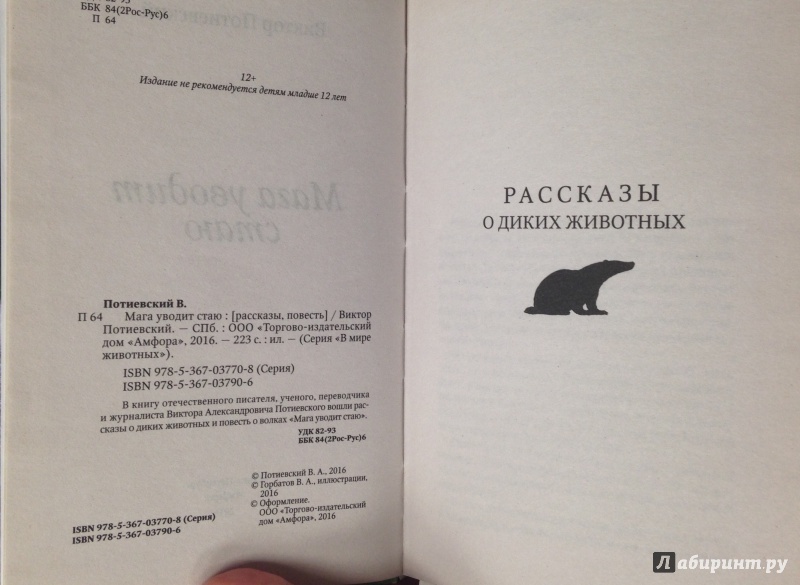 ББК 84(2Рос-Рус)6
П 64
12+
Издание не рекомендуется детям младше 12 лет
Потиевский В.
П 64 Мага уводит стаю : [рассказы, повесть] / Виктор
Потиевский. — СПб. : ООО «Торгово-издательский
дом «Амфора», 2016. — 223 с. : ил. — (Серия «В мире
животных»).
ISBN 978-5-367-03770-8 (Серия)
ISBN 978-5-367-03790-6
В книгу отечественного писателя, ученого, переводчика
и журналиста Виктора Александровича Потиевского вошли рас-
сказы о диких животных и повесть о волках «Мага уводит стаю».
УДК 82-93
ББК 84(2Рос-Рус)6
© Потиевский В. А., 2016
© Горбатов В. А., иллюстрации,
2016
© Оформление.
ООО «Торгово-издательский
дом «Амфора», 2016
ISBN 978-5-367-03770-8 (Серия)
ISBN 978-5-367-03790-6
РАССКАЗЫ
О ДИКИХ ЖИВОТНЫХ
Лабиринт.ру